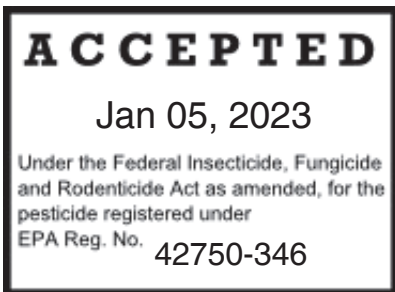 ACCEPTED
Jan 05, 2023
Under the Federal Insecticide, Fungicide
and Rodenticide Act as amended, for the
pesticide registered under
EPA Reg. No. 42750-346